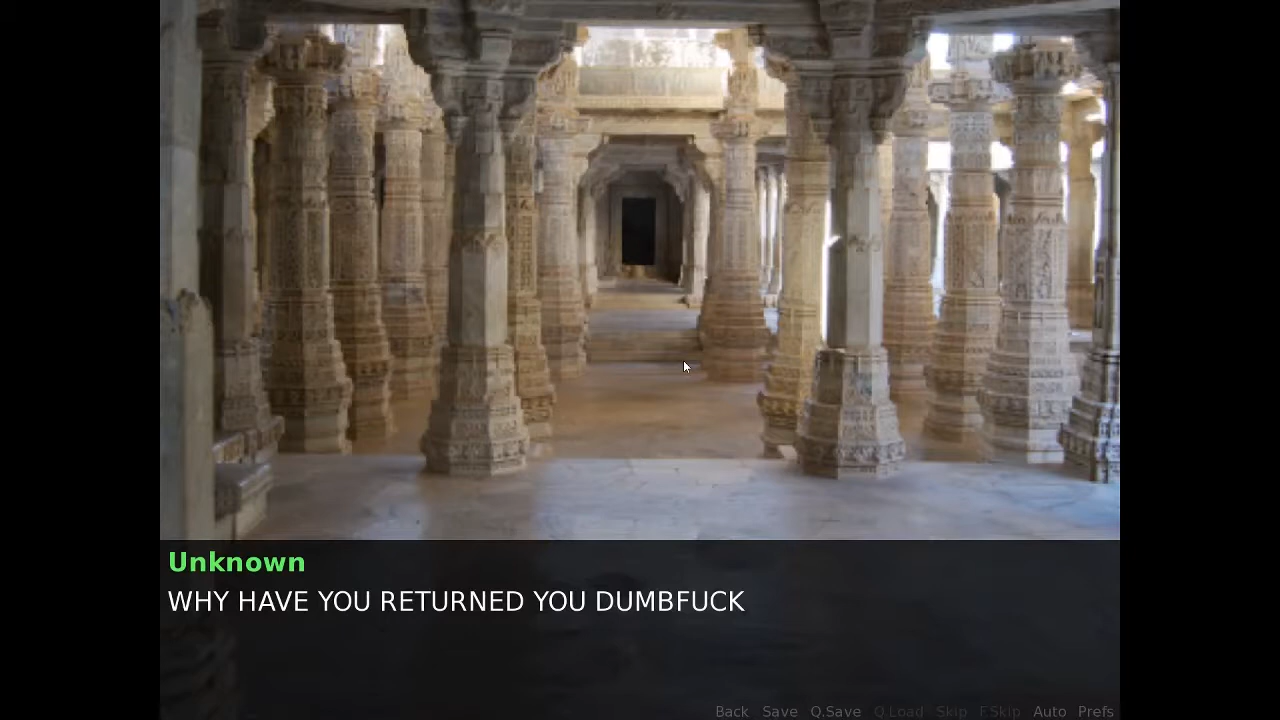 Unknown
WHY HAVE YOU RETURNED YOU DUMBFUCK
Back Save Q.Save Q.Load Skip F.Skip Auto Prefs